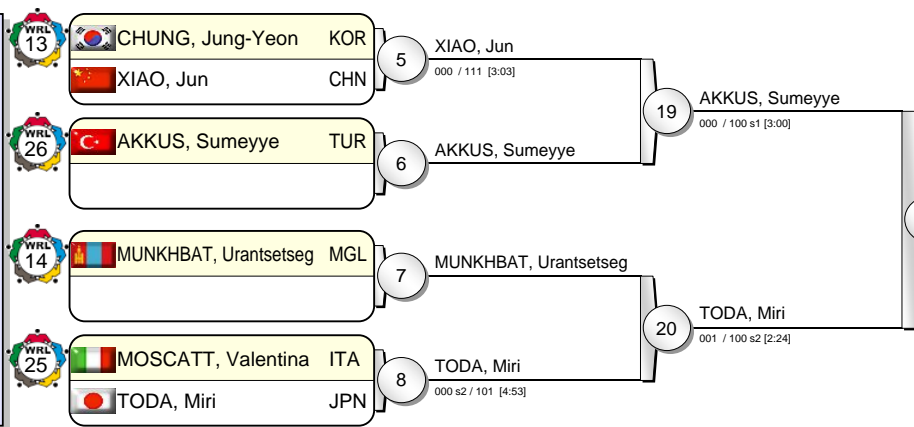 WRL
13
CHUNG, Jung-Yeon KOR
XIAO, Jun CHN
5
XIAO, Jun
000 / 111 [3:03]
WRL
26
AKKUS, Sumeyye TUR
6
AKKUS, Sumeyye
19
AKKUS, Sumeyye
000 / 100 s1 [3:00]
WRL
14
MUNKHBAT, Urantsetseg MGL
7
MUNKHBAT, Urantsetseg
WRL
25
MOSCATT, Valentina ITA
TODA, Miri JPN
8
TODA, Miri
000 s2 / 101 [4:53]
20
TODA, Miri
001 / 100 s2 [2:24]